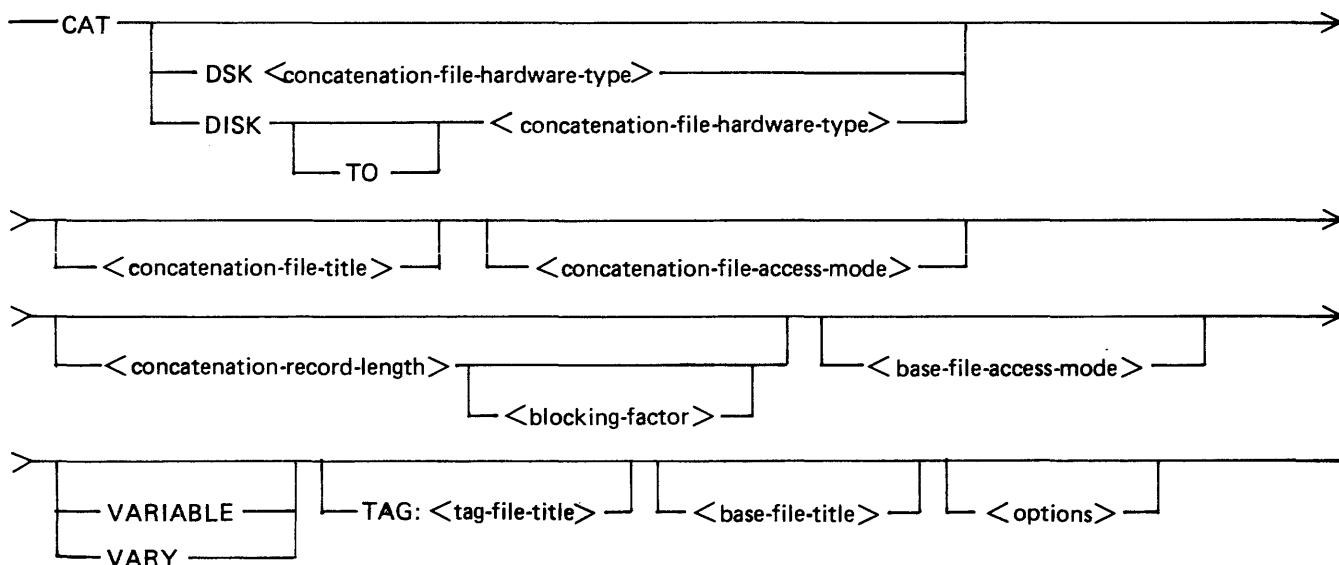 CAT
DSK <concatenation-file-hardware-type>
DISK <concatenation-file-hardware-type>
TO
<concatenation-file-title> <concatenation-file-access-mode>
<concatenation-record-length> <base-file-access-mode>
<blocking-factor>
VARIABLE TAG: <tag-file-title> <base-file-title> <options>
VARY